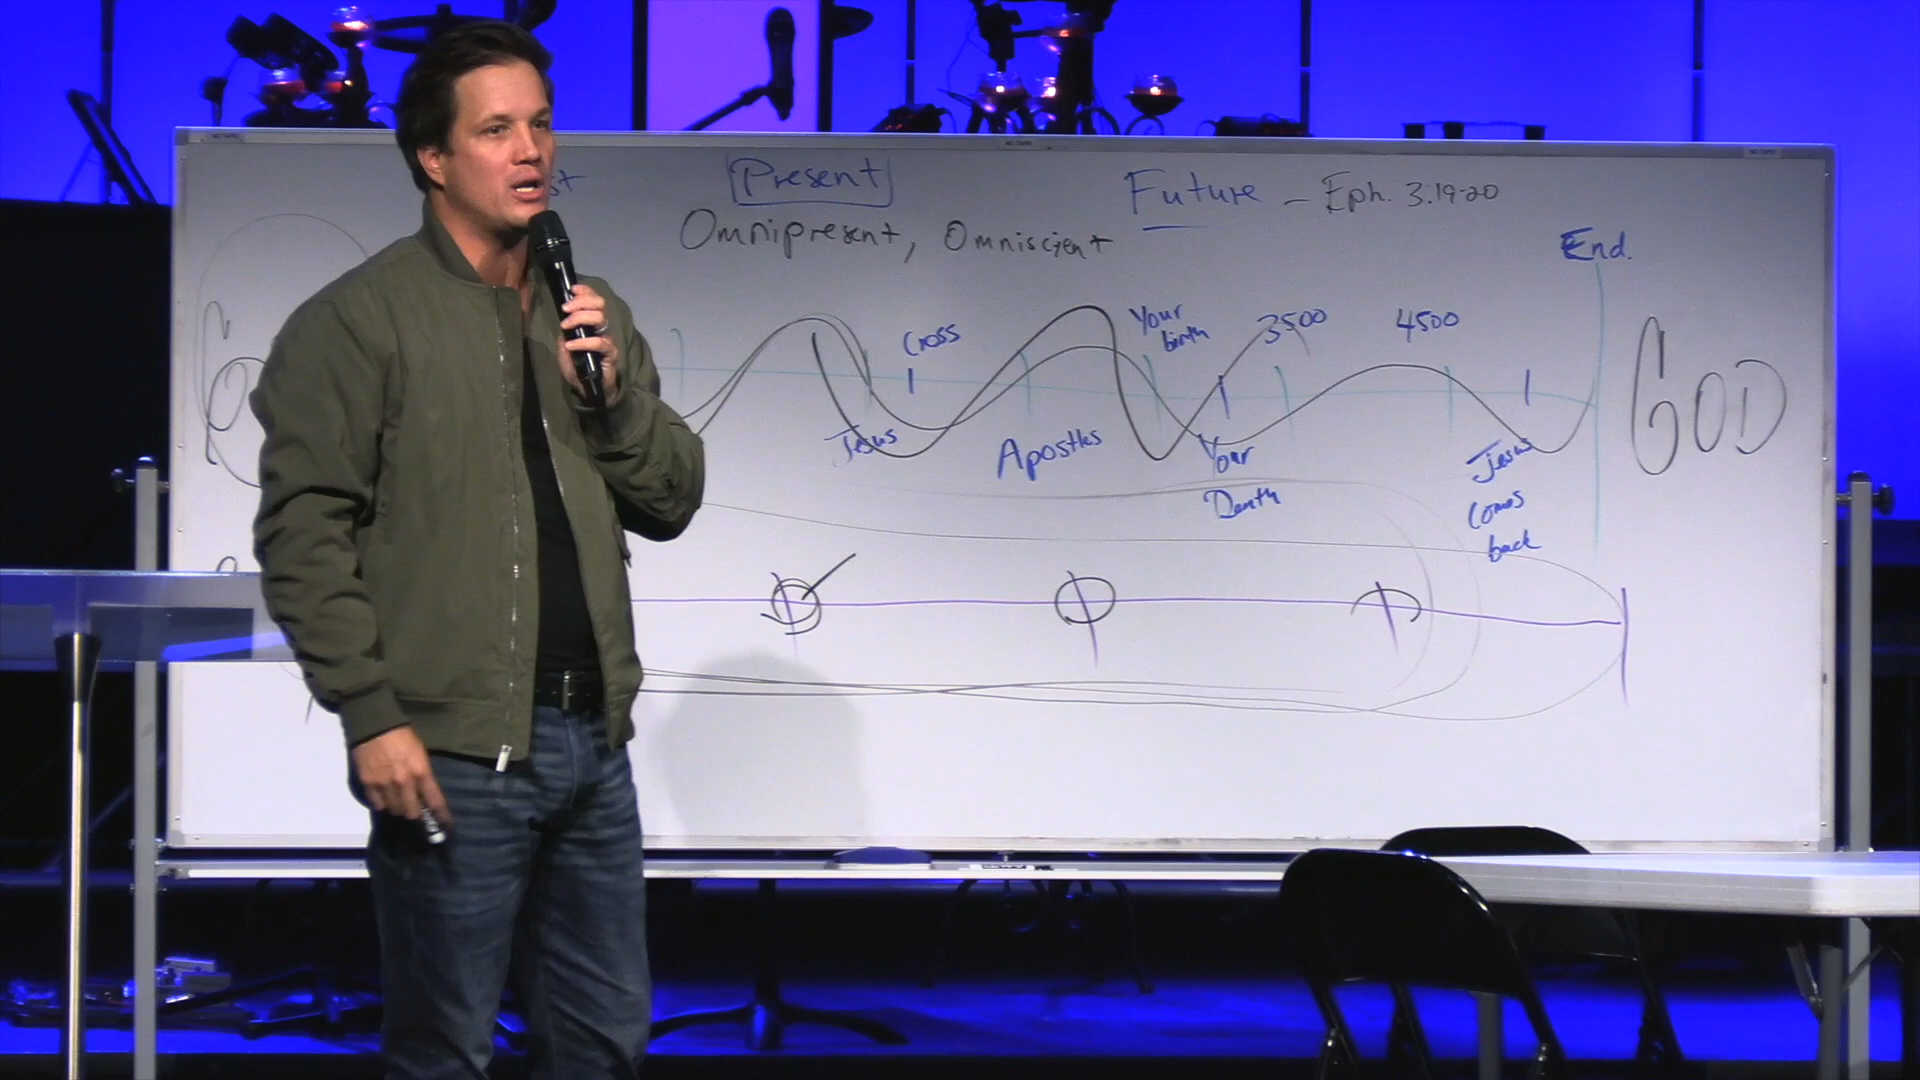 Present
Future – Eph. 3.19-20
Omnipresent, Omniscient
End.
Cross
Your
birth
3500
4500
GOD
Jesus
Apostles
Your
Death
Jesus
Comes
back